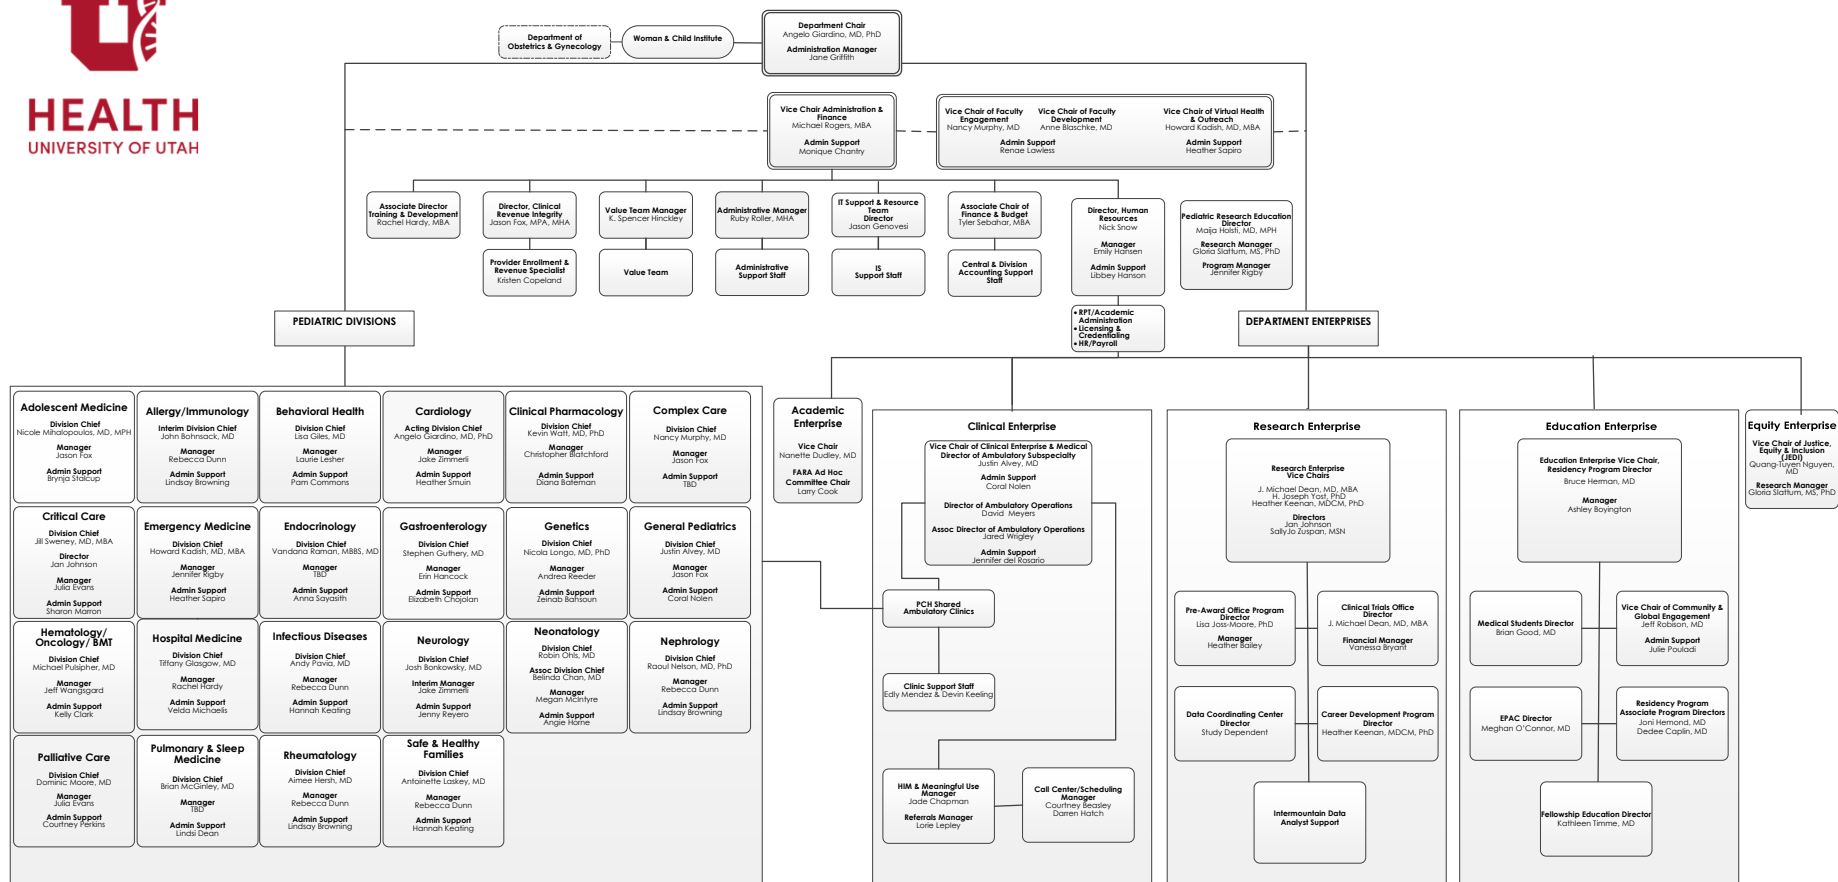 HEALTH
UNIVERSITY OF UTAH
Department of
Obstetrics & Gynecology
Woman & Child Institute
Department Chair
Angelo Giardino, MD, PhD
Administration Manager
Jane Griffith
Vice Chair Administration &
Finance
Michael Rogers, MBA
Admin Support
Monique Chantry
Vice Chair of Faculty
Engagement
Nancy Murphy, MD
Vice Chair of Faculty
Development
Anne Blaschke, MD
Admin Support
Renae Lawless
Vice Chair of Virtual Health
& Outreach
Howard Kadish, MD, MBA
Admin Support
Heather Sapiro
Associate Director
Training & Development
Rachel Hardy, MBA
Director, Clinical
Revenue Integrity
Jason Fox, MPA, MHA
Value Team Manager
K. Spencer Hinckley
Administrative Manager
Ruby Roller, MHA
IT Support & Resource
Team
Director
Jason Genovesi
Associate Chair of
Finance & Budget
Tyler Sebahar, MBA
Director, Human
Resources
Nick Snow
Manager
Emily Hansen
Admin Support
Libbey Hanson
Pediatric Research Education
Director
Maija Holsti, MD, MPH
Research Manager
Gloria Slattum, MS, PhD
Program Manager
Jennifer Rigby
Provider Enrollment &
Revenue Specialist
Kristen Copeland
Value Team
Administrative
Support Staff
IS
Support Staff
Central & Division
Accounting Support
Staff
• RPT/Academic
Administration
• Licensing &
Credentialing
• HR/Payroll
PEDIATRIC DIVISIONS
DEPARTMENT ENTERPRISES
Adolescent Medicine
Division Chief
Nicole Mihalopoulos, MD, MPH
Manager
Jason Fox
Admin Support
Brynja Stalcup
Allergy/Immunology
Interim Division Chief
John Bohnsack, MD
Manager
Rebecca Dunn
Admin Support
Lindsay Browning
Behavioral Health
Division Chief
Lisa Giles, MD
Manager
Laurie Lesher
Admin Support
Pam Commons
Cardiology
Acting Division Chief
Angelo Giardino, MD, PhD
Manager
Jake Zimmerli
Admin Support
Heather Smuin
Clinical Pharmacology
Division Chief
Kevin Watt, MD, PhD
Manager
Christopher Blatchford
Admin Support
Diana Bateman
Complex Care
Division Chief
Nancy Murphy, MD
Manager
Jason Fox
Admin Support
TBD
Critical Care
Division Chief
Jill Sweney, MD, MBA
Director
Jan Johnson
Manager
Julia Evans
Admin Support
Sharon Marron
Emergency Medicine
Division Chief
Howard Kadish, MD, MBA
Manager
Jennifer Rigby
Admin Support
Heather Sapiro
Endocrinology
Division Chief
Vandana Raman, MBBS, MD
Manager
TBD
Admin Support
Anna Sayasith
Gastroenterology
Division Chief
Stephen Guthery, MD
Manager
Erin Hancock
Admin Support
Elizabeth Chojolan
Genetics
Division Chief
Nicola Longo, MD, PhD
Manager
Andrea Reeder
Admin Support
Zeinab Bahsoun
General Pediatrics
Division Chief
Justin Alvey, MD
Manager
Jason Fox
Admin Support
Coral Nolen
Hematology/
Oncology/ BMT
Division Chief
Michael Pulsipher, MD
Manager
Jeff Wangsgard
Admin Support
Kelly Clark
Hospital Medicine
Division Chief
Tiffany Glasgow, MD
Manager
Rachel Hardy
Admin Support
Velda Michaelis
Infectious Diseases
Division Chief
Andy Pavia, MD
Manager
Rebecca Dunn
Admin Support
Hannah Keating
Neurology
Division Chief
Josh Bonkowsky, MD
Interim Manager
Jake Zimmerli
Admin Support
Jenny Reyero
Neonatology
Division Chief
Robin Ohls, MD
Assoc Division Chief
Belinda Chan, MD
Manager
Megan McIntyre
Admin Support
Angie Horne
Nephrology
Division Chief
Raoul Nelson, MD, PhD
Manager
Rebecca Dunn
Admin Support
Lindsay Browning
Palliative Care
Division Chief
Dominic Moore, MD
Manager
Julia Evans
Admin Support
Courtney Perkins
Pulmonary & Sleep
Medicine
Division Chief
Brian McGinley, MD
Manager
TBD
Admin Support
Lindsi Dean
Rheumatology
Division Chief
Aimee Hersh, MD
Manager
Rebecca Dunn
Admin Support
Lindsay Browning
Safe & Healthy
Families
Division Chief
Antoinette Laskey, MD
Manager
Rebecca Dunn
Admin Support
Hannah Keating
Academic
Enterprise
Vice Chair
Nanette Dudley, MD
FARA Ad Hoc
Committee Chair
Larry Cook
Clinical Enterprise
Vice Chair of Clinical Enterprise & Medical
Director of Ambulatory Subspecialty
Justin Alvey, MD
Admin Support
Coral Nolen
Director of Ambulatory Operations
David Meyers
Assoc Director of Ambulatory Operations
Jared Wrigley
Admin Support
Jennifer del Rosario
PCH Shared
Ambulatory Clinics
Clinic Support Staff
Edly Mendez & Devin Keeling
HIM & Meaningful Use
Manager
Jade Chapman
Referrals Manager
Lorie Lepley
Call Center/Scheduling
Manager
Courtney Beasley
Darren Hatch
Research Enterprise
Research Enterprise
Vice Chairs
J. Michael Dean, MD, MBA
H. Joseph Yost, PhD
Heather Keenan, MDCM, PhD
Directors
Jan Johnson
SallyJo Zuspan, MSN
Pre-Award Office Program
Director
Lisa Joss-Moore, PhD
Manager
Heather Bailey
Clinical Trials Office
Director
J. Michael Dean, MD, MBA
Financial Manager
Vanessa Bryant
Data Coordinating Center
Director
Study Dependent
Career Development Program
Director
Heather Keenan, MDCM, PhD
Intermountain Data
Analyst Support
Education Enterprise
Education Enterprise Vice Chair,
Residency Program Director
Bruce Herman, MD
Manager
Ashley Boyington
Medical Students Director
Brian Good, MD
Vice Chair of Community &
Global Engagement
Jeff Robison, MD
Admin Support
Julie Pouladi
EPAC Director
Meghan O'Connor, MD
Residency Program
Associate Program Directors
Joni Hemond, MD
Dedee Caplin, MD
Fellowship Education Director
Kathleen Timme, MD
Equity Enterprise
Vice Chair of Justice,
Equity & Inclusion
(JEDI)
Quang-Tuyen Nguyen,
MD
Research Manager
Gloria Slattum, MS, PhD